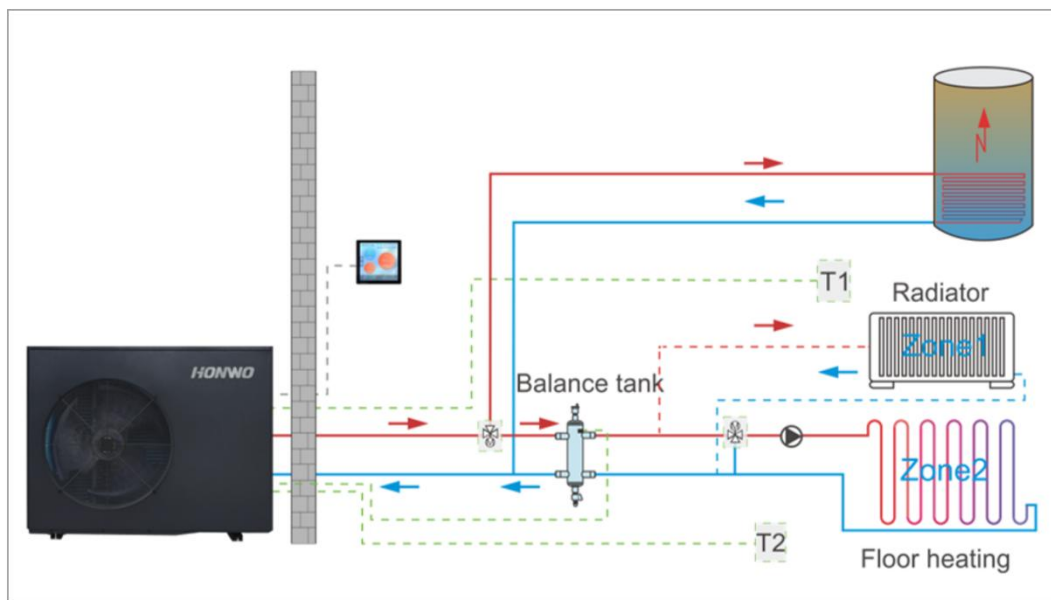 T1
Radiator
Zone1
HONWO
Balance tank
Zone2
T2
Floor heating